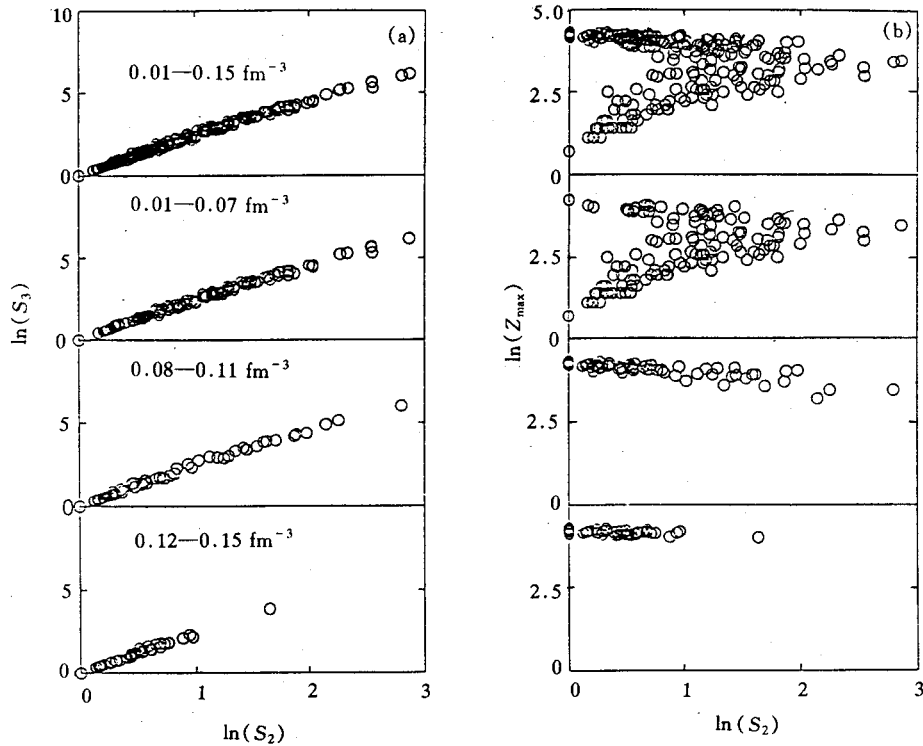 10
(a)
0.01—0.15 fm⁻³
5
0
0.01—0.07 fm⁻³
5
0
ln(S₃)
0.08—0.11 fm⁻³
5
0
0.12—0.15 fm⁻³
5
0
0 1 2 3
ln(S₂)
5.0
(b)
2.5
0
2.5
0
ln(Z_max)
2.5
0
2.5
0
0 1 2 3
ln(S₂)